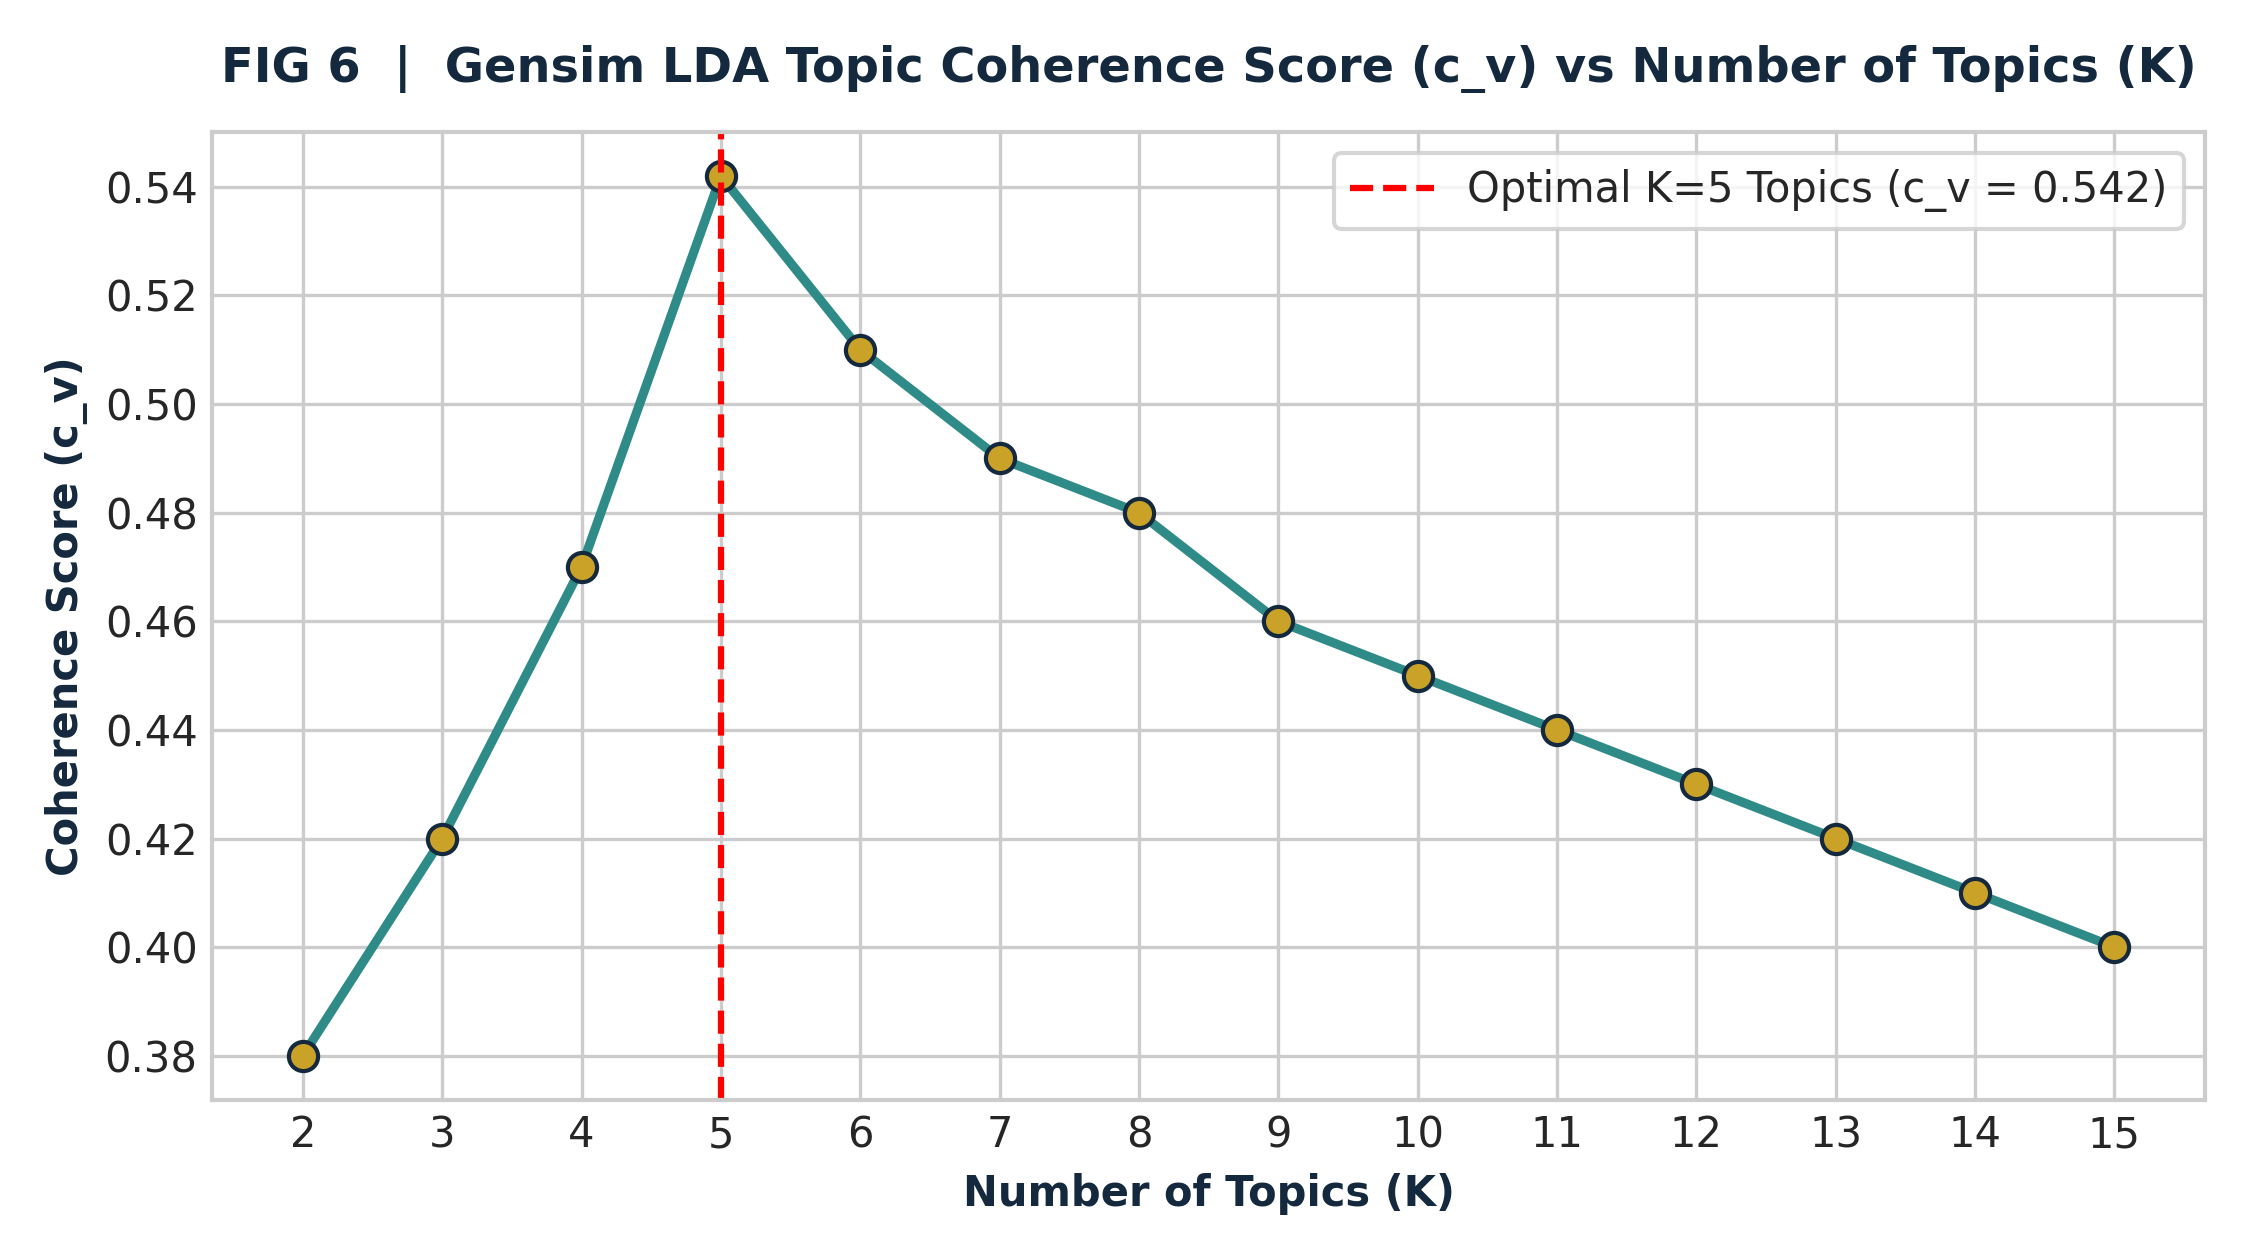 FIG 6 | Gensim LDA Topic Coherence Score (c_v) vs Number of Topics (K)
Optimal K=5 Topics (c_v = 0.542)
Coherence Score (c_v)
0.54
0.52
0.50
0.48
0.46
0.44
0.42
0.40
0.38
2 3 4 5 6 7 8 9 10 11 12 13 14 15
Number of Topics (K)